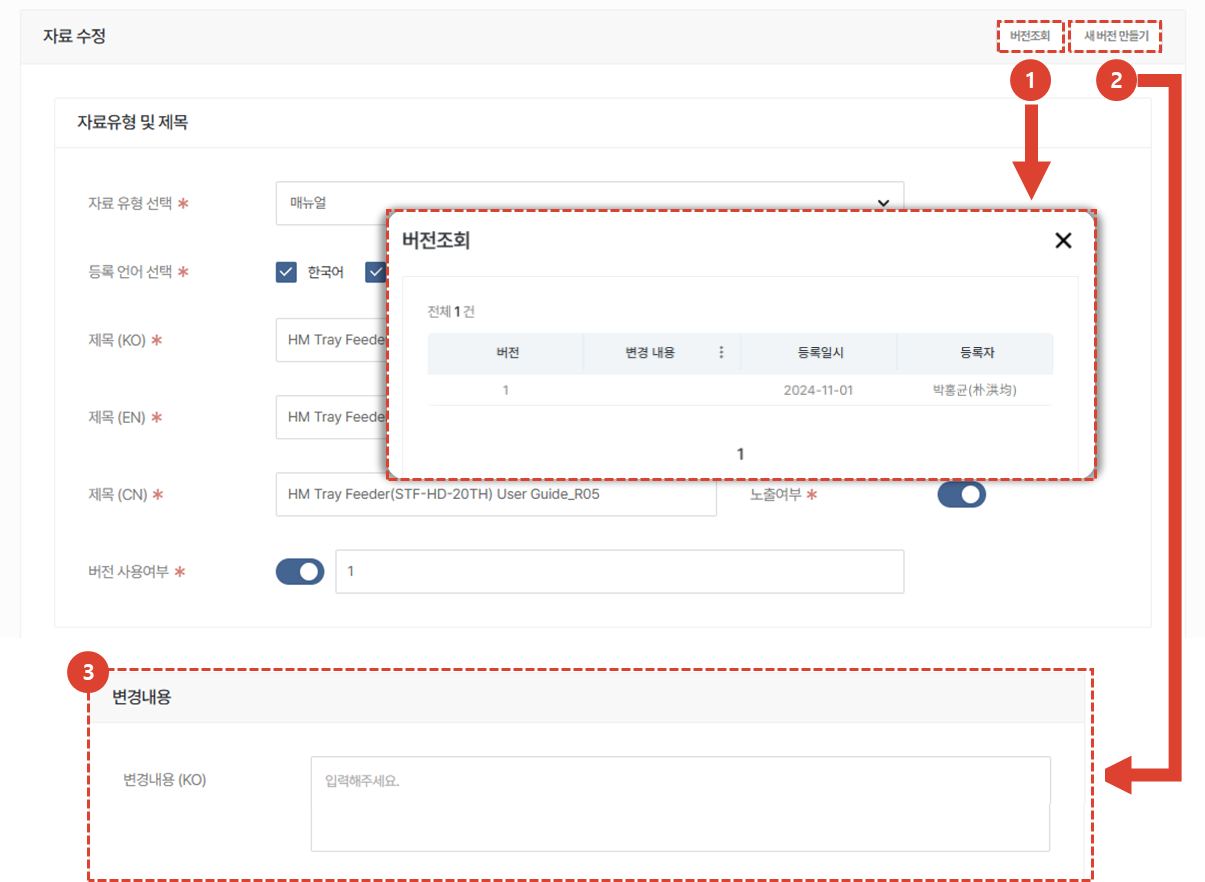 자료 수정
버전조회
새 버전 만들기
1
2
자료유형 및 제목
자료 유형 선택 *
매뉴얼
등록 언어 선택 *
한국어
제목 (KO) *
HM Tray Feede
제목 (EN) *
HM Tray Feede
제목 (CN) *
HM Tray Feeder(STF-HD-20TH) User Guide_R05
노출여부 *
버전 사용여부 *
1
버전조회
전체 1 건
버전 변경 내용 등록일시 등록자
1 2024-11-01 박홍균(朴洪均)
1
3
변경내용
변경내용 (KO)
입력해주세요.